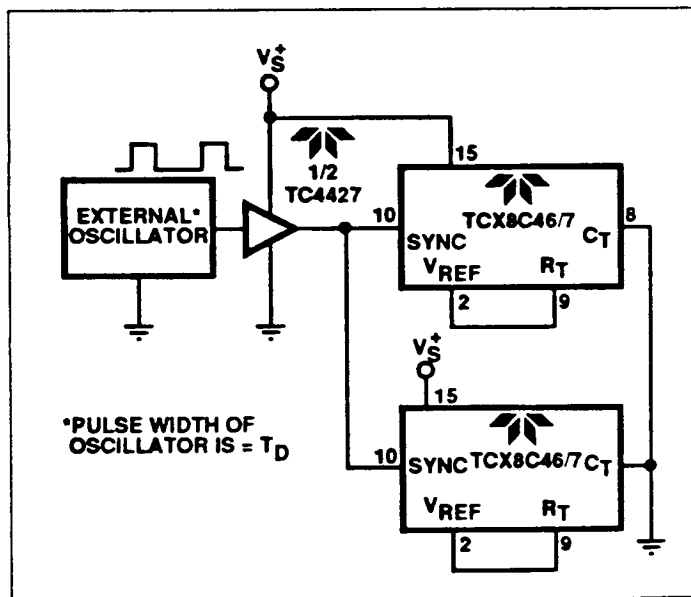 V_S^+
1/2
TC4427
15
EXTERNAL*
OSCILLATOR
10
TCX8C46/7
8
SYNC
C_T
V_REF
R_T
2
9
V_S^+
15
*PULSE WIDTH OF
OSCILLATOR IS = T_D
10
SYNC
TCX8C46/7
C_T
V_REF
R_T
2
9